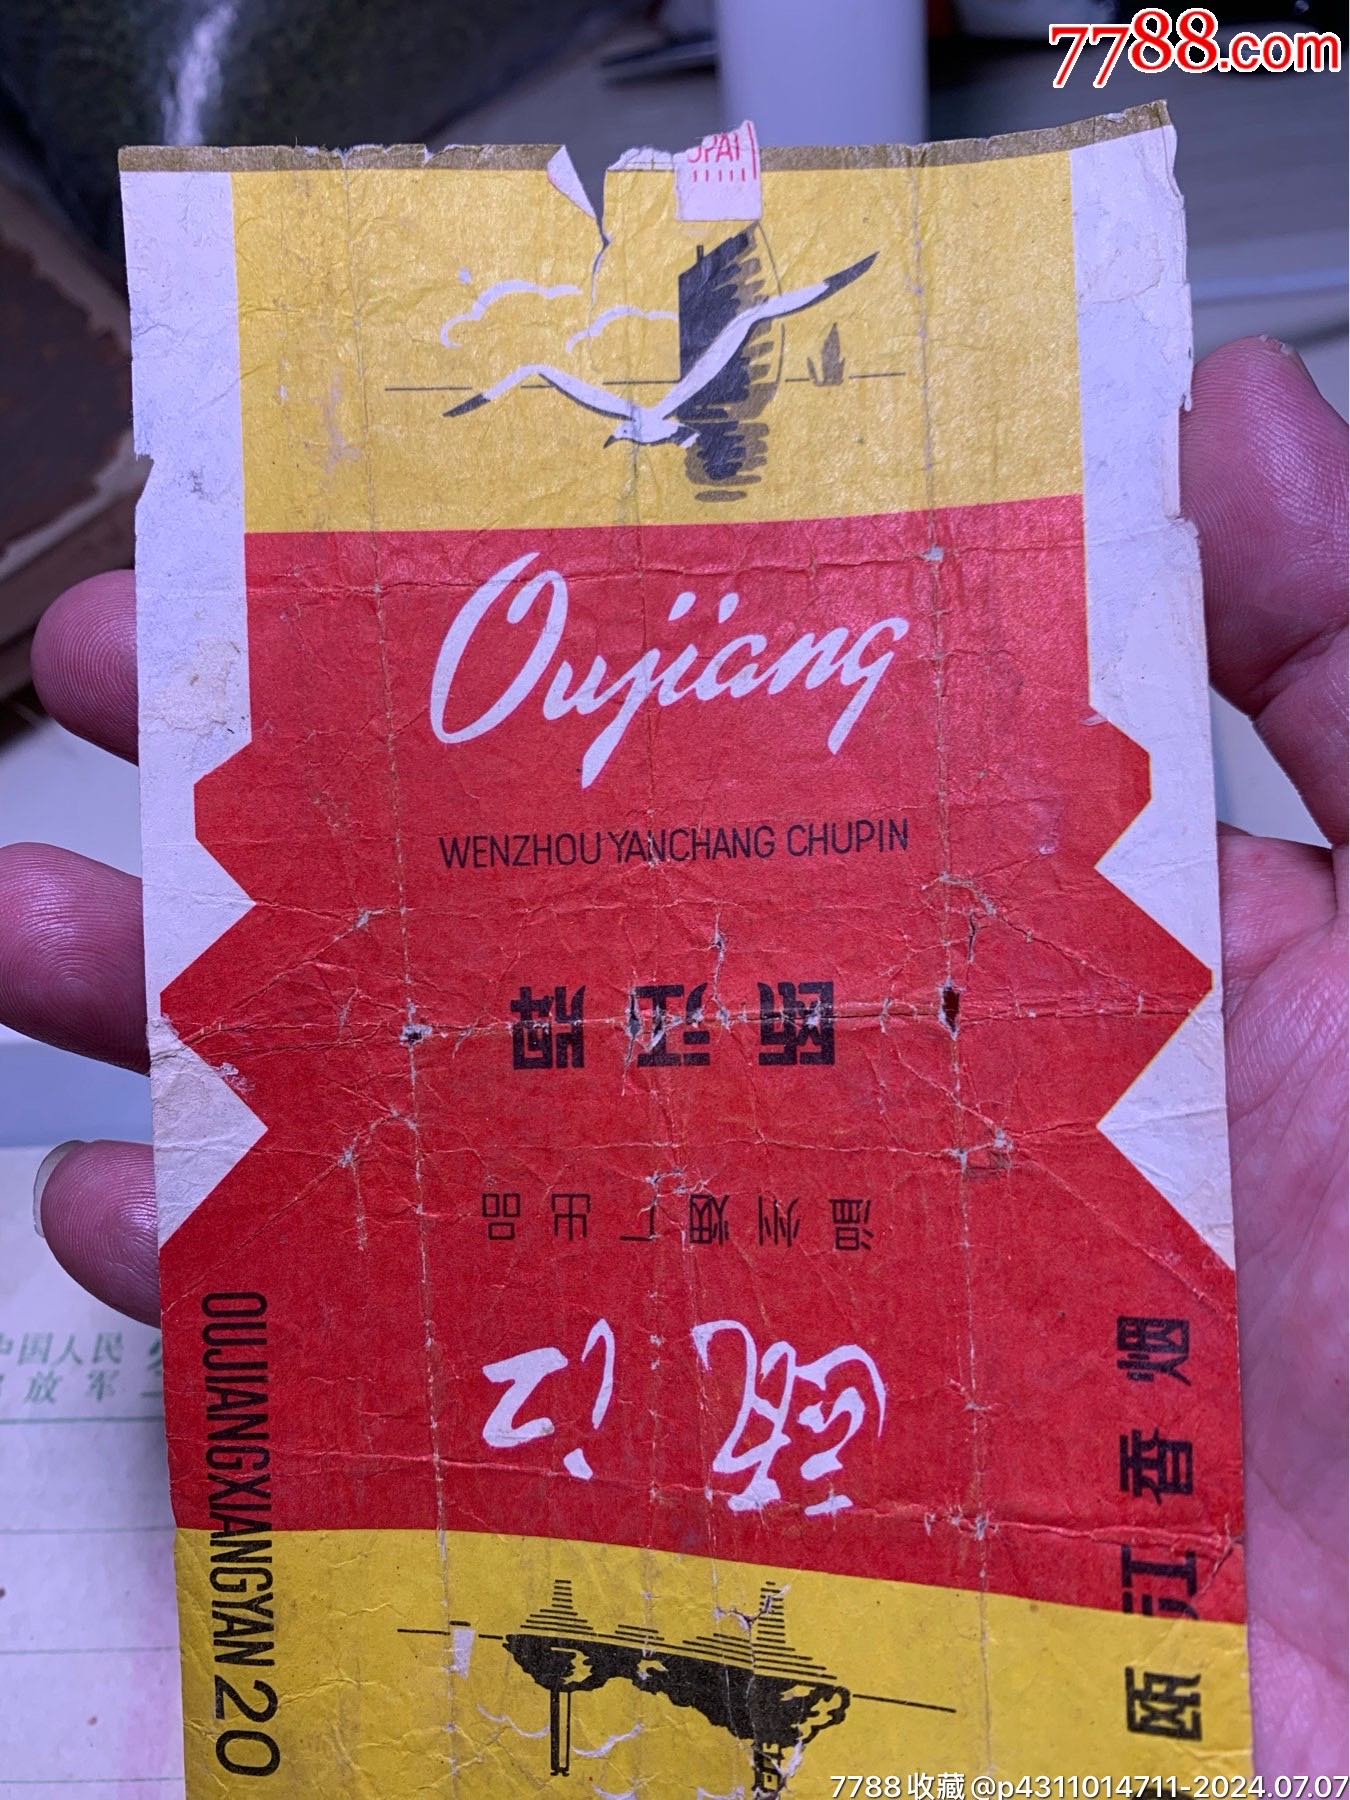 7788.com
Oujiang
WENZHOU YANCHANG CHUPIN
瓯江牌
温州烟厂出品
瓯江
OUJIANGXIANGYAN 20
瓯江香烟
中国人民
放军
7788收藏@p4311014711-2024.07.07